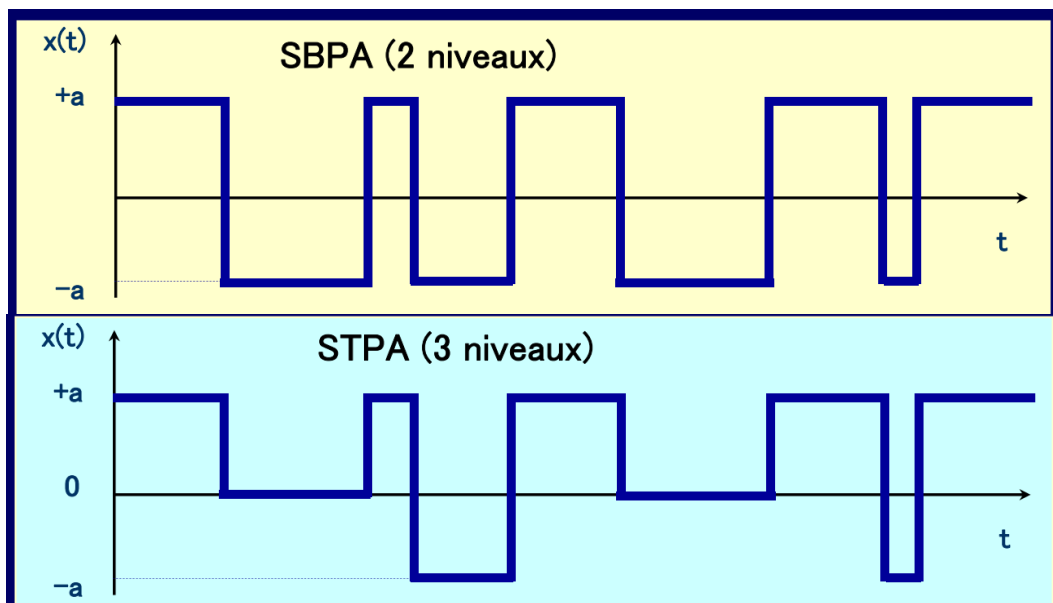 x(t)
SBPA (2 niveaux)
+a
t
−a
x(t)
STPA (3 niveaux)
+a
0
t
−a